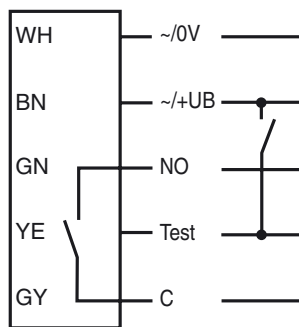 WH ~/0V
BN ~/+UB
GN NO
YE Test
GY C